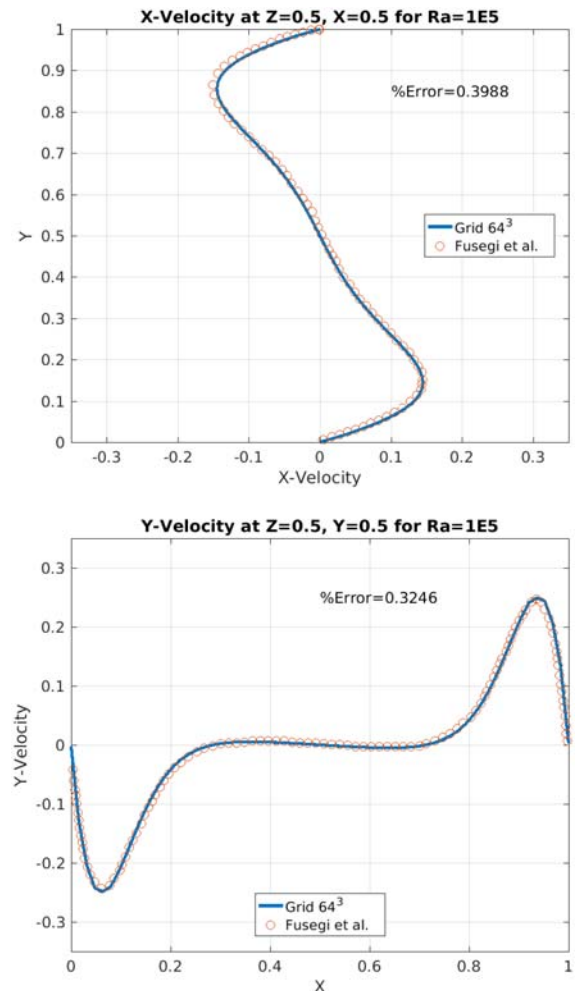 X-Velocity at Z=0.5, X=0.5 for Ra=1E5
1
0.9
0.8
0.7
0.6
0.5
0.4
0.3
0.2
0.1
0
Y
%Error=0.3988
Grid 64³
Fusegi et al.
-0.3 -0.2 -0.1 0 0.1 0.2 0.3
X-Velocity
Y-Velocity at Z=0.5, Y=0.5 for Ra=1E5
0.3
0.2
0.1
0
-0.1
-0.2
-0.3
Y-Velocity
%Error=0.3246
Grid 64³
Fusegi et al.
0 0.2 0.4 0.6 0.8 1
X